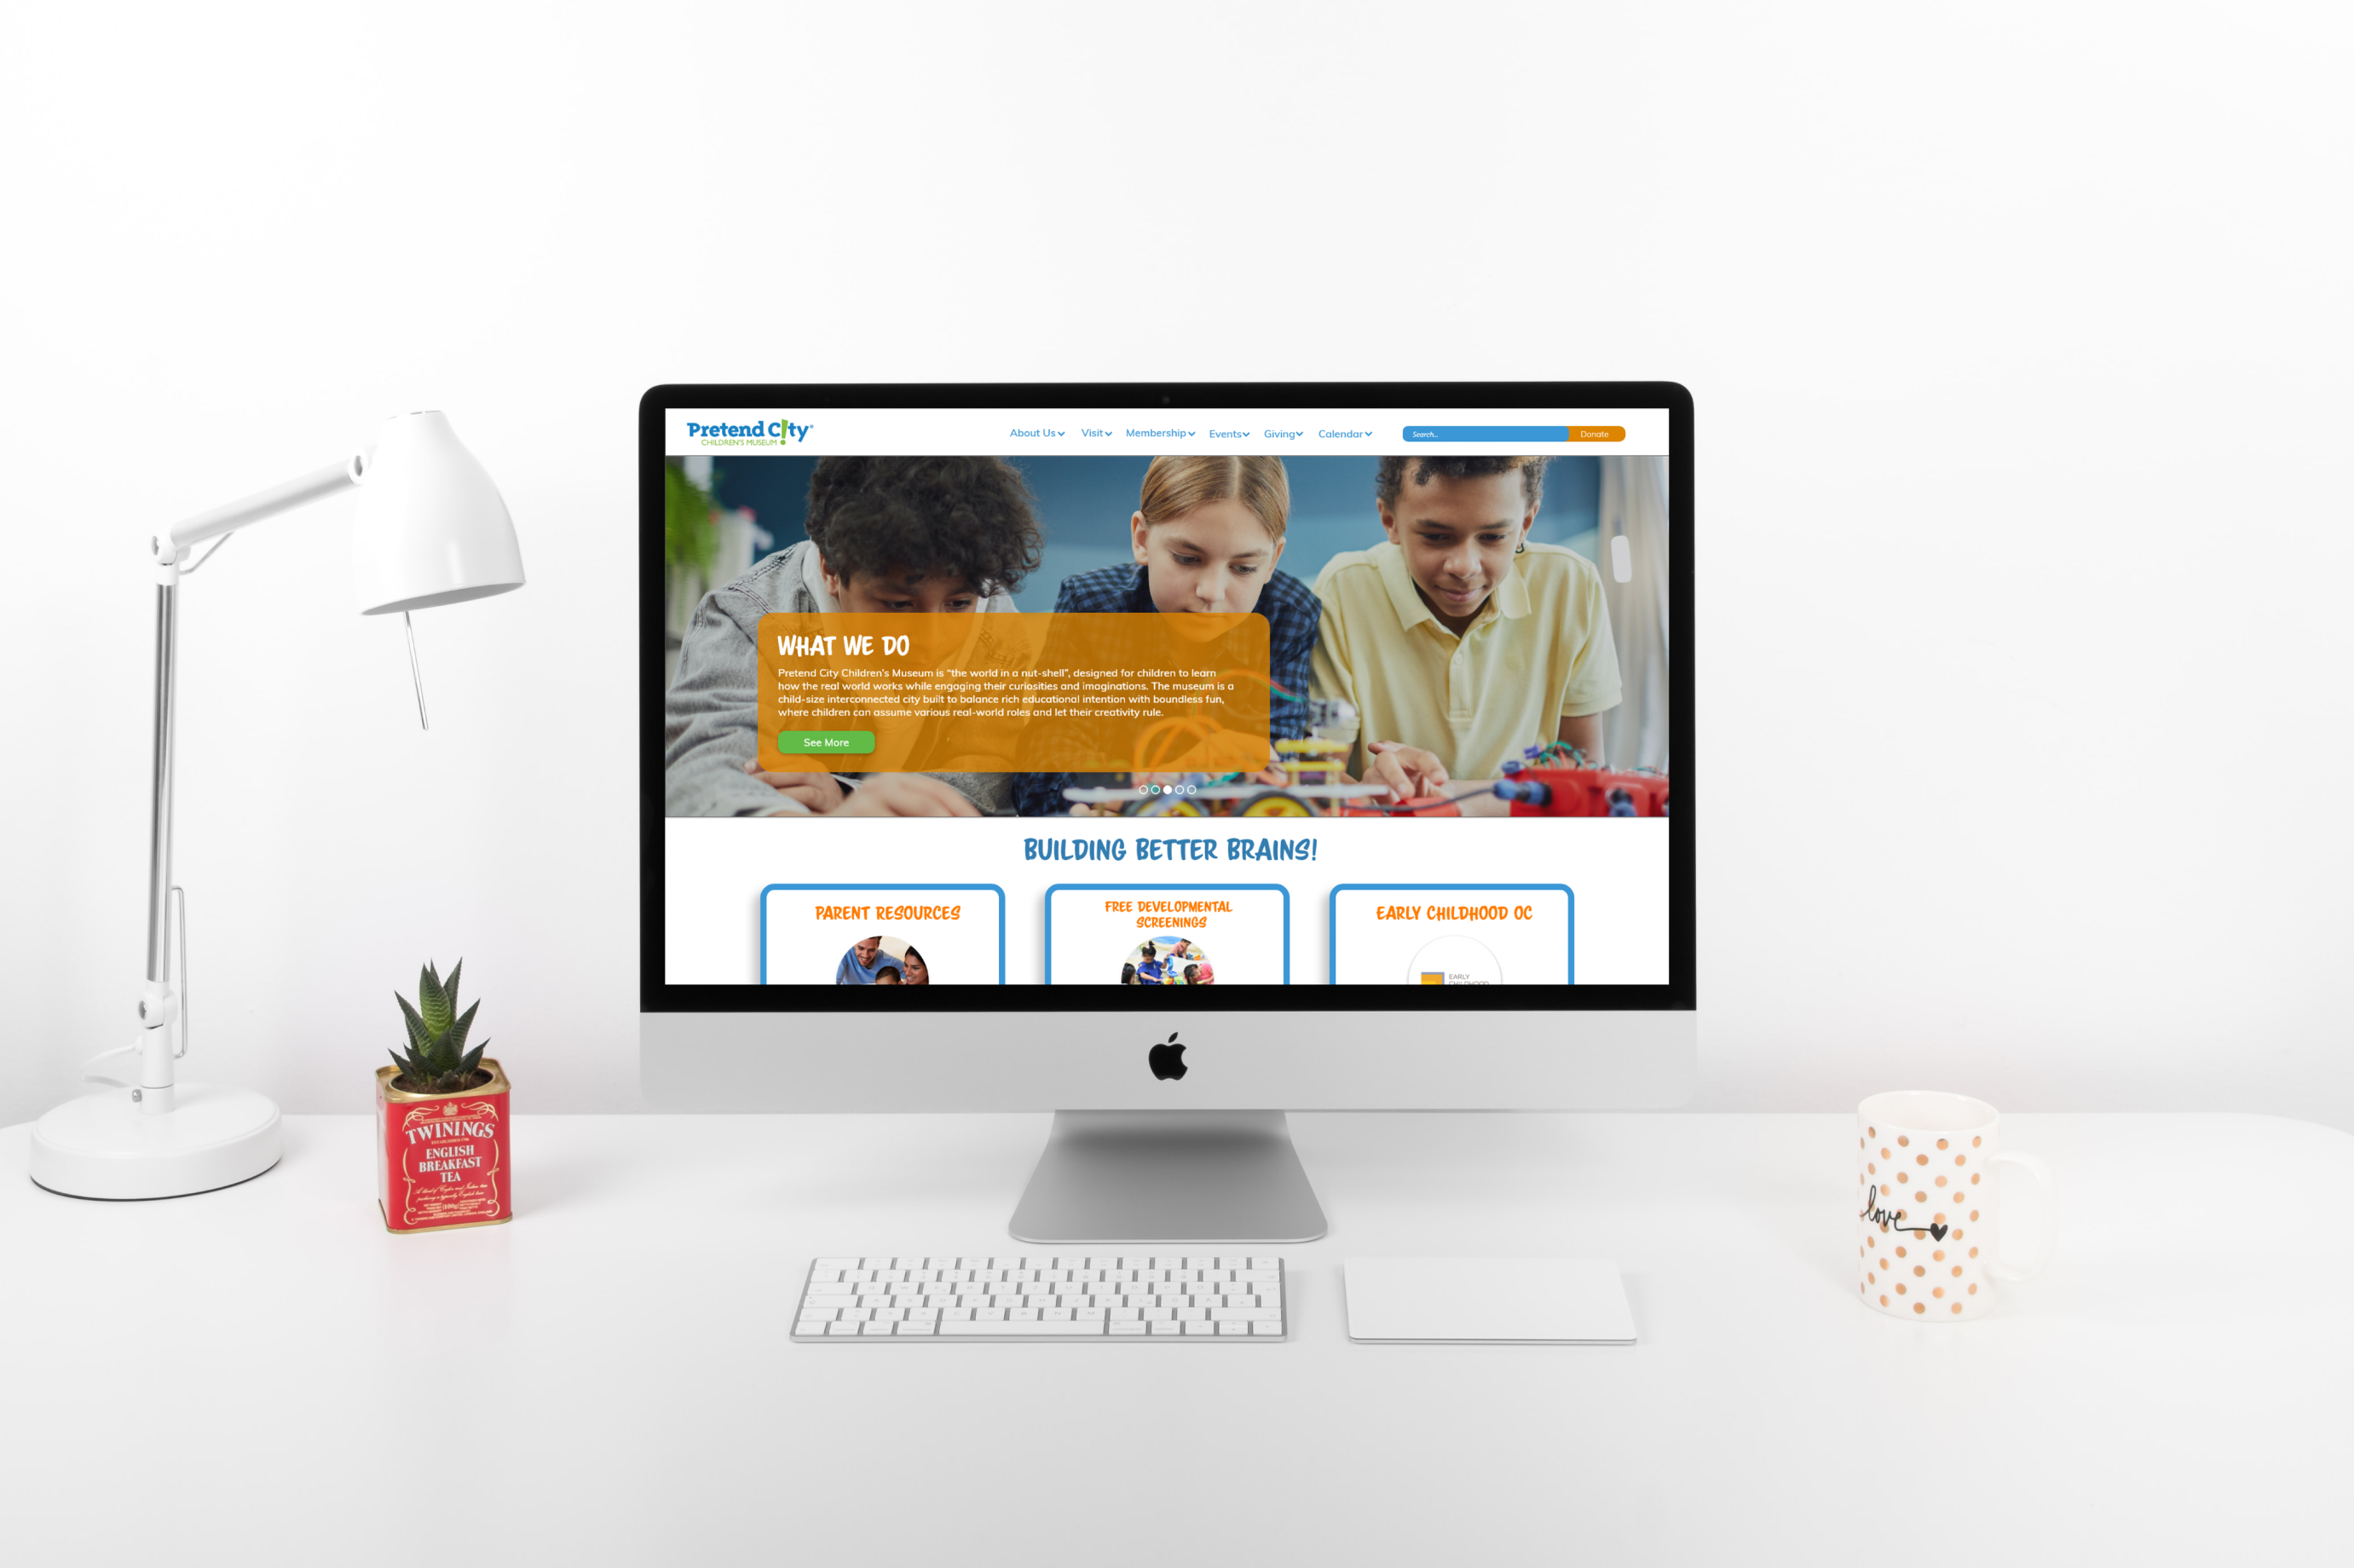 Pretend C!ty®
CHILDREN'S MUSEUM
About Us
Visit
Membership
Events
Giving
Calendar
Search...
Donate
WHAT WE DO
Pretend City Children's Museum is “the world in a nut-shell”, designed for children to learn
how the real world works while engaging their curiosities and imaginations. The museum is a
child-size interconnected city built to balance rich educational intention with boundless fun,
where children can assume various real-world roles and let their creativity rule.
See More
BUILDING BETTER BRAINS!
PARENT RESOURCES
FREE DEVELOPMENTAL
SCREENINGS
EARLY CHILDHOOD OC
EARLY
CHILDHOOD
TWININGS
ENGLISH
BREAKFAST
TEA
love